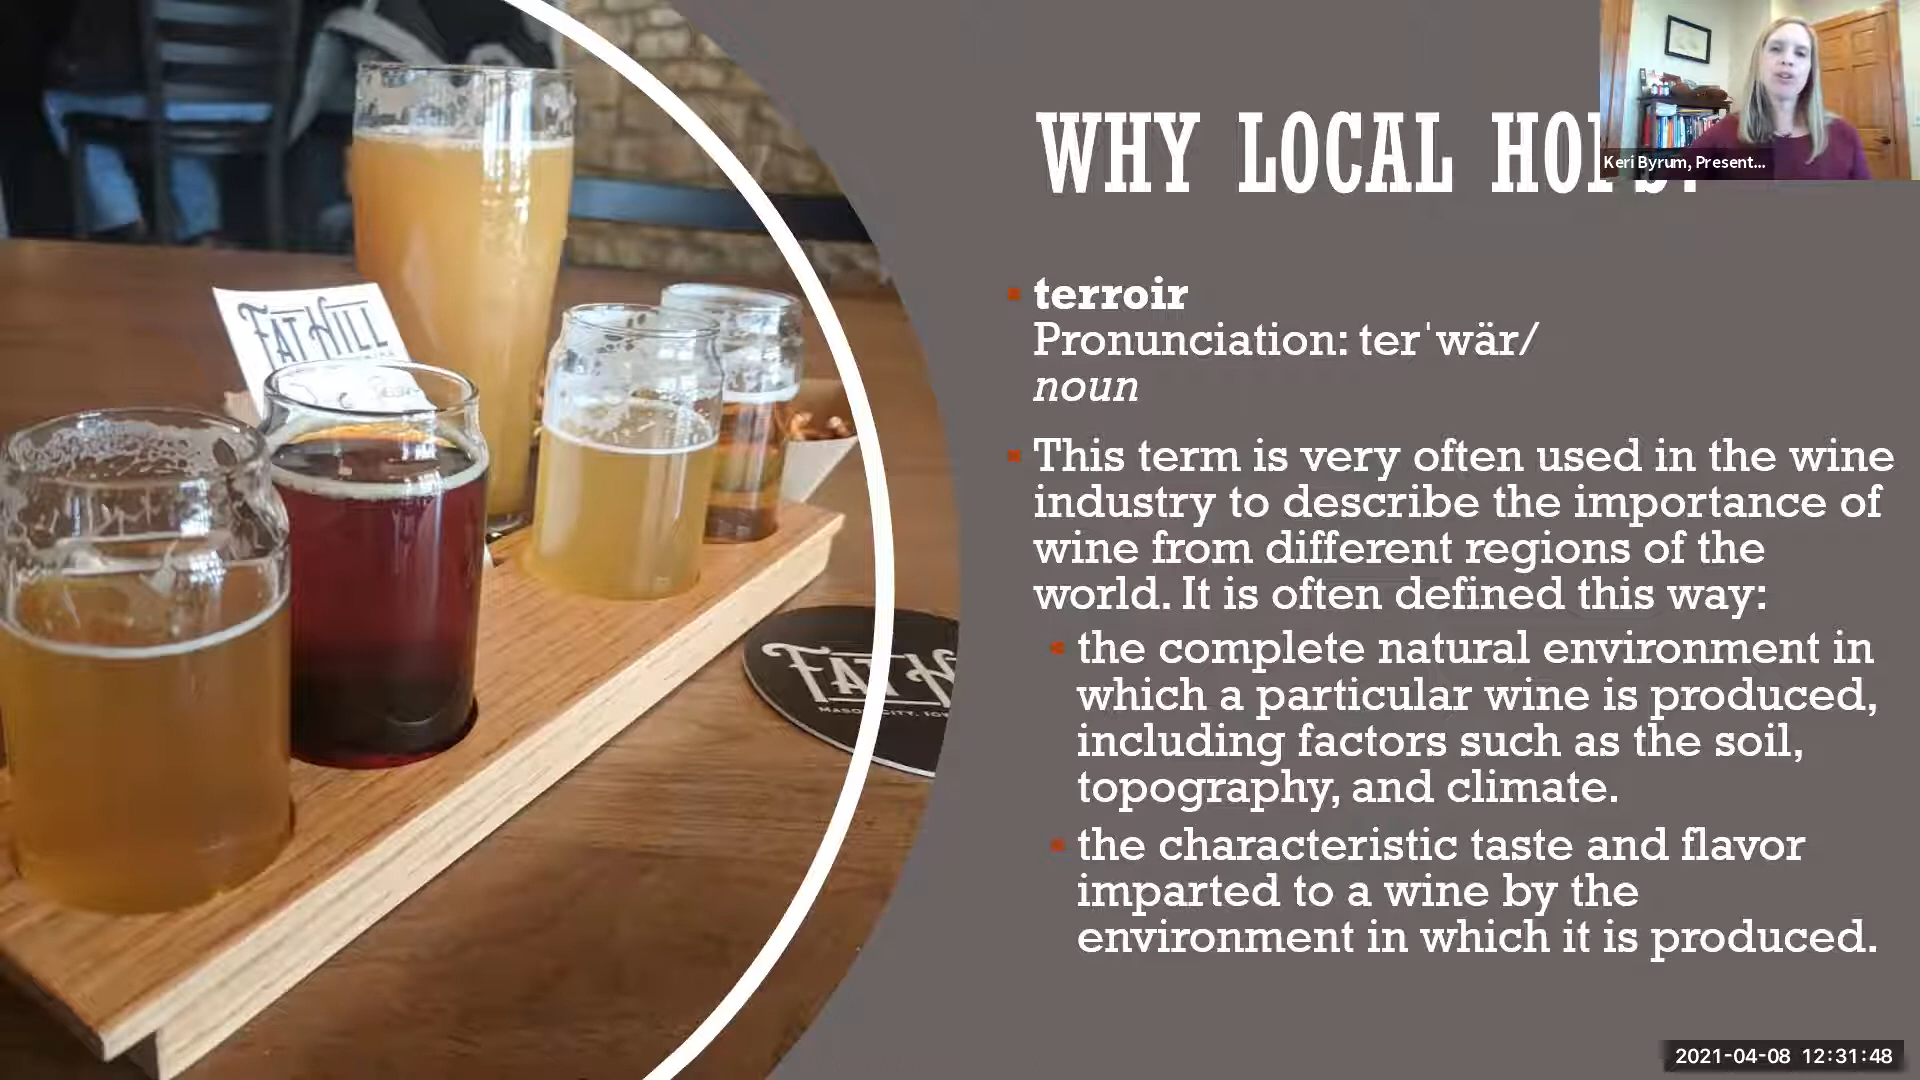 WHY LOCAL HOPS?
Keri Byrum, Present...
terroir
Pronunciation: terˈwär/
noun
This term is very often used in the wine
industry to describe the importance of
wine from different regions of the
world. It is often defined this way:
the complete natural environment in
which a particular wine is produced,
including factors such as the soil,
topography, and climate.
the characteristic taste and flavor
imparted to a wine by the
environment in which it is produced.
FAT HILL
FAT H
MASON CITY, IOW
2021-04-08 12:31:48